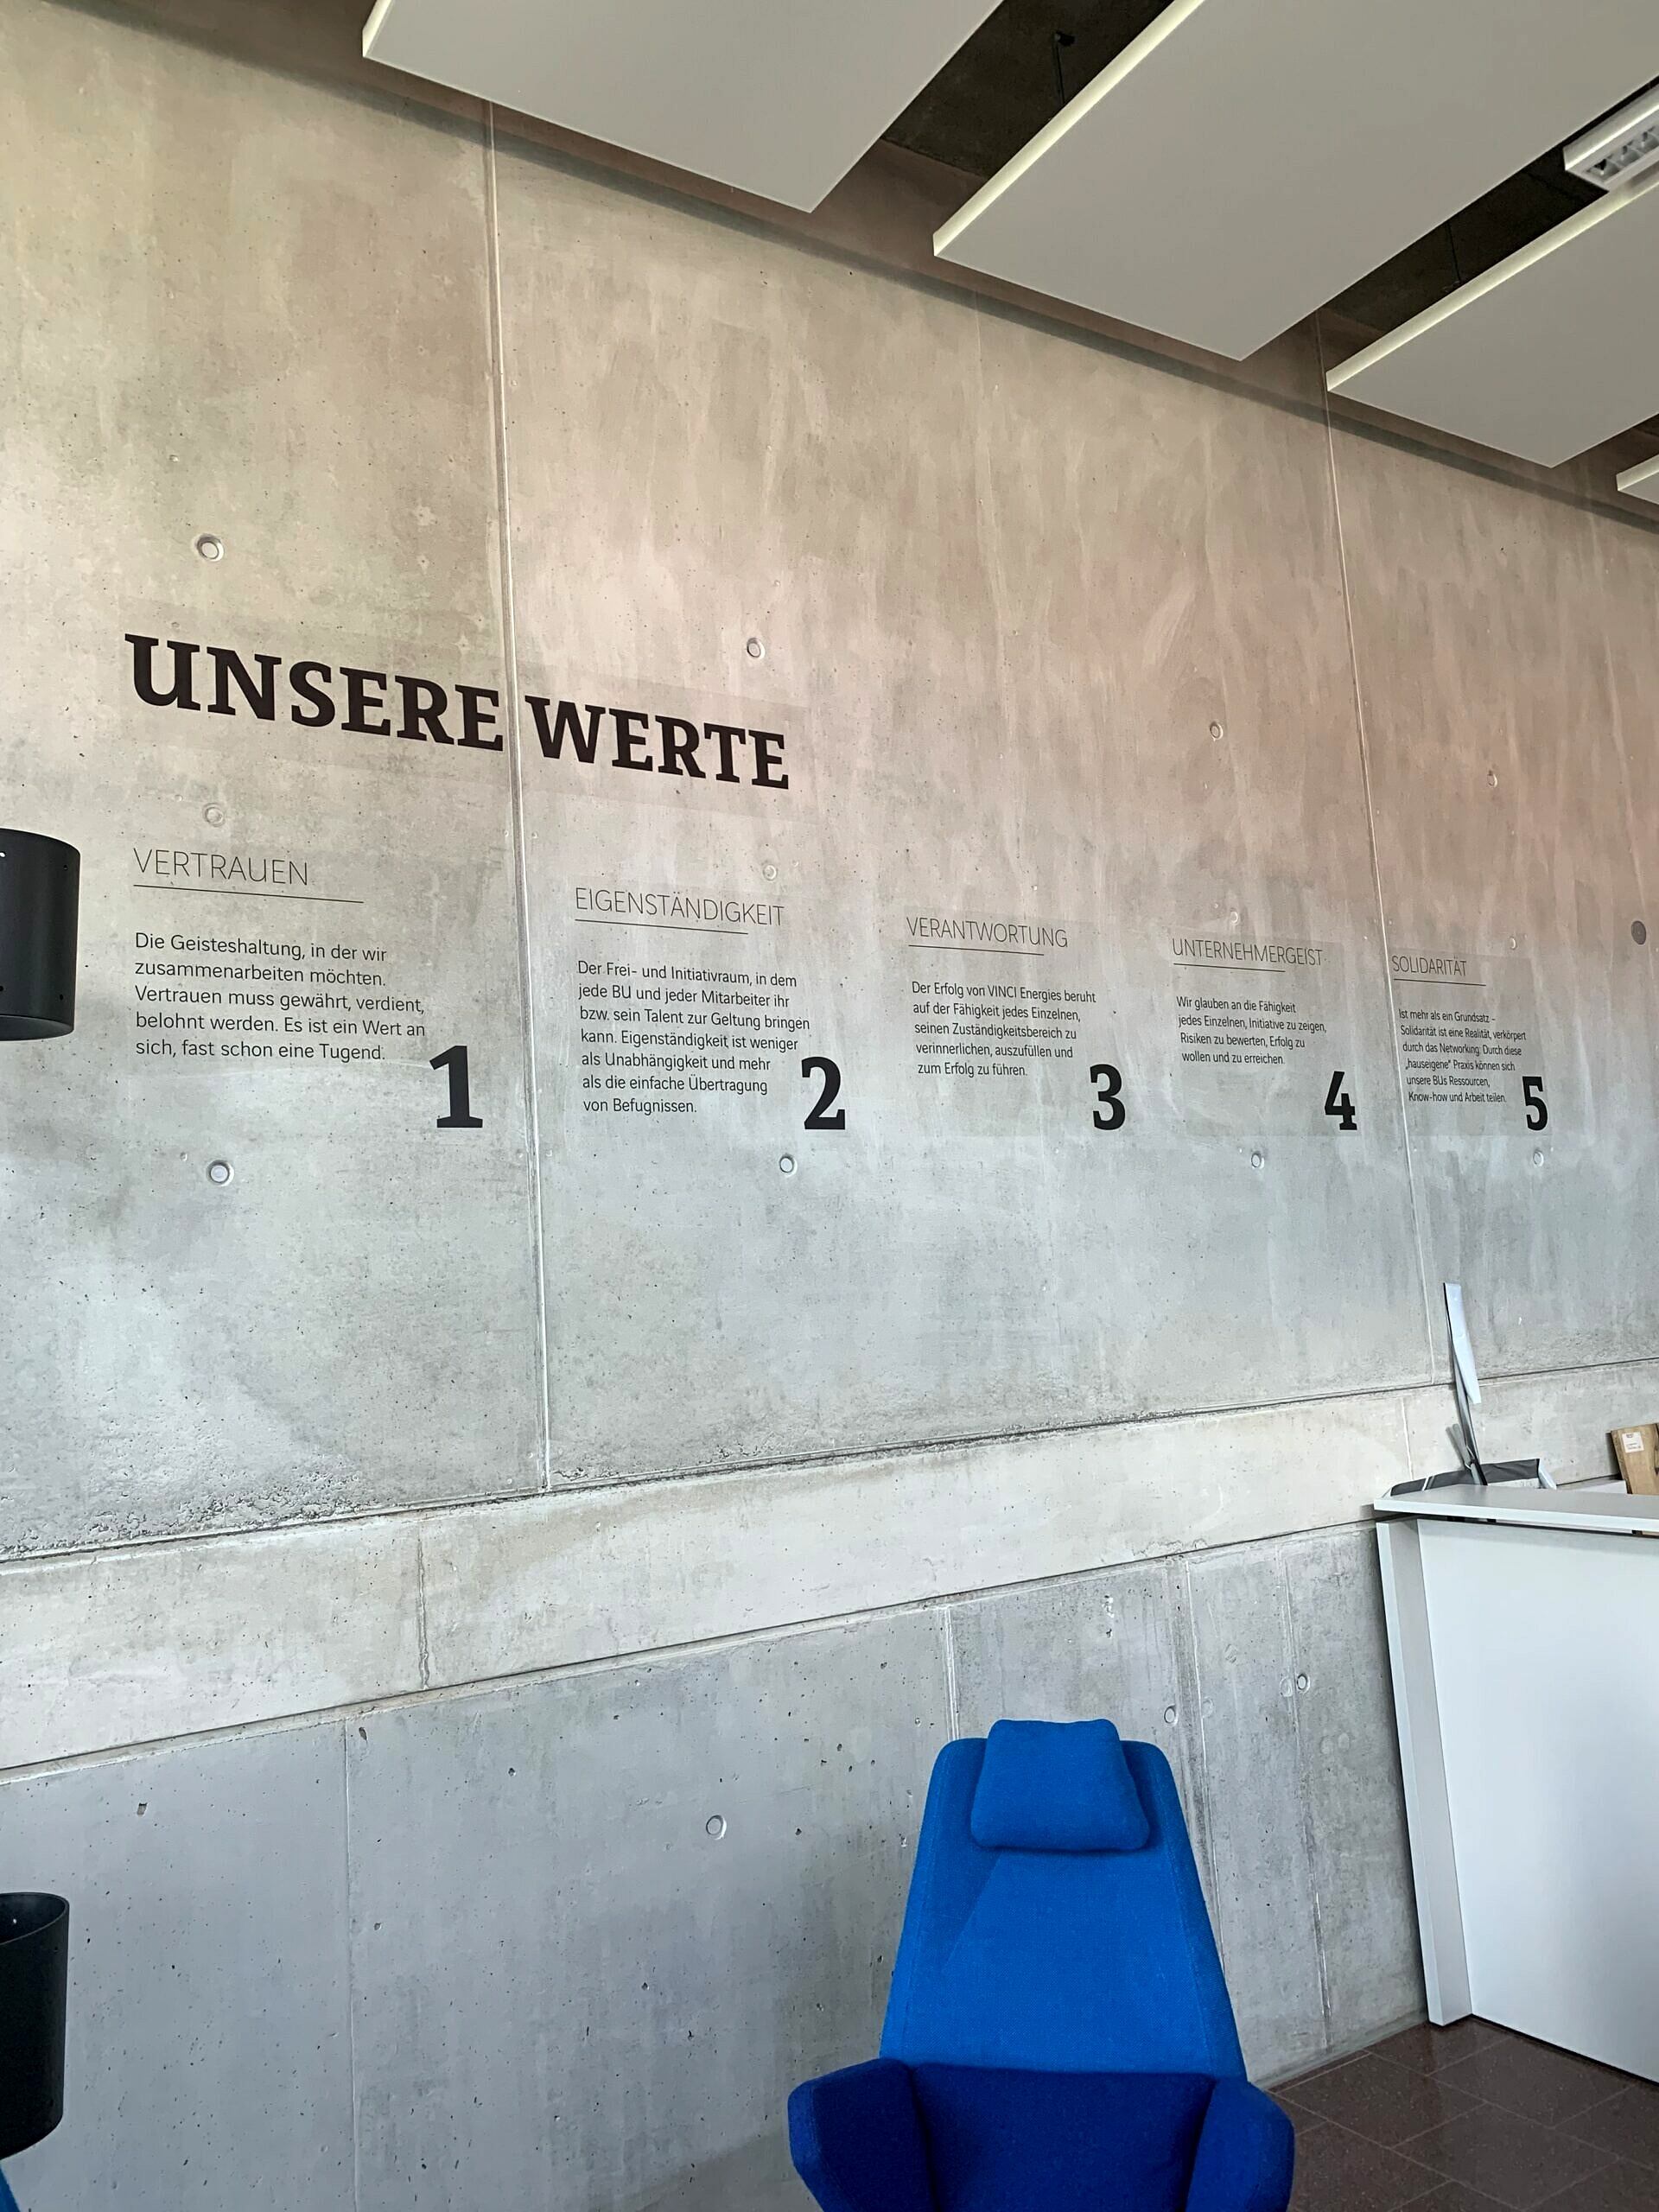 UNSERE WERTE
VERTRAUEN
Die Geisteshaltung, in der wir
zusammenarbeiten möchten.
Vertrauen muss gewährt, verdient,
belohnt werden. Es ist ein Wert an
sich, fast schon eine Tugend.
1
EIGENSTÄNDIGKEIT
Der Frei- und Initiativraum, in dem
jede BU und jeder Mitarbeiter ihr
bzw. sein Talent zur Geltung bringen
kann. Eigenständigkeit ist weniger
als Unabhängigkeit und mehr
als die einfache Übertragung
von Befugnissen.
2
VERANTWORTUNG
Der Erfolg von VINCI Energies beruht
auf der Fähigkeit jedes Einzelnen,
seinen Zuständigkeitsbereich zu
verinnerlichen, auszufüllen und
zum Erfolg zu führen.
3
UNTERNEHMERGEIST
Wir glauben an die Fähigkeit
jedes Einzelnen, Initiative zu zeigen,
Risiken zu bewerten, Erfolg zu
wollen und zu erreichen.
4
SOLIDARITÄT
Ist mehr als ein Grundsatz –
Solidarität ist eine Realität, verkörpert
durch das Networking: Durch diese
„hauseigene" Praxis können sich
unsere BUs Ressourcen,
Know-how und Arbeit teilen.
5